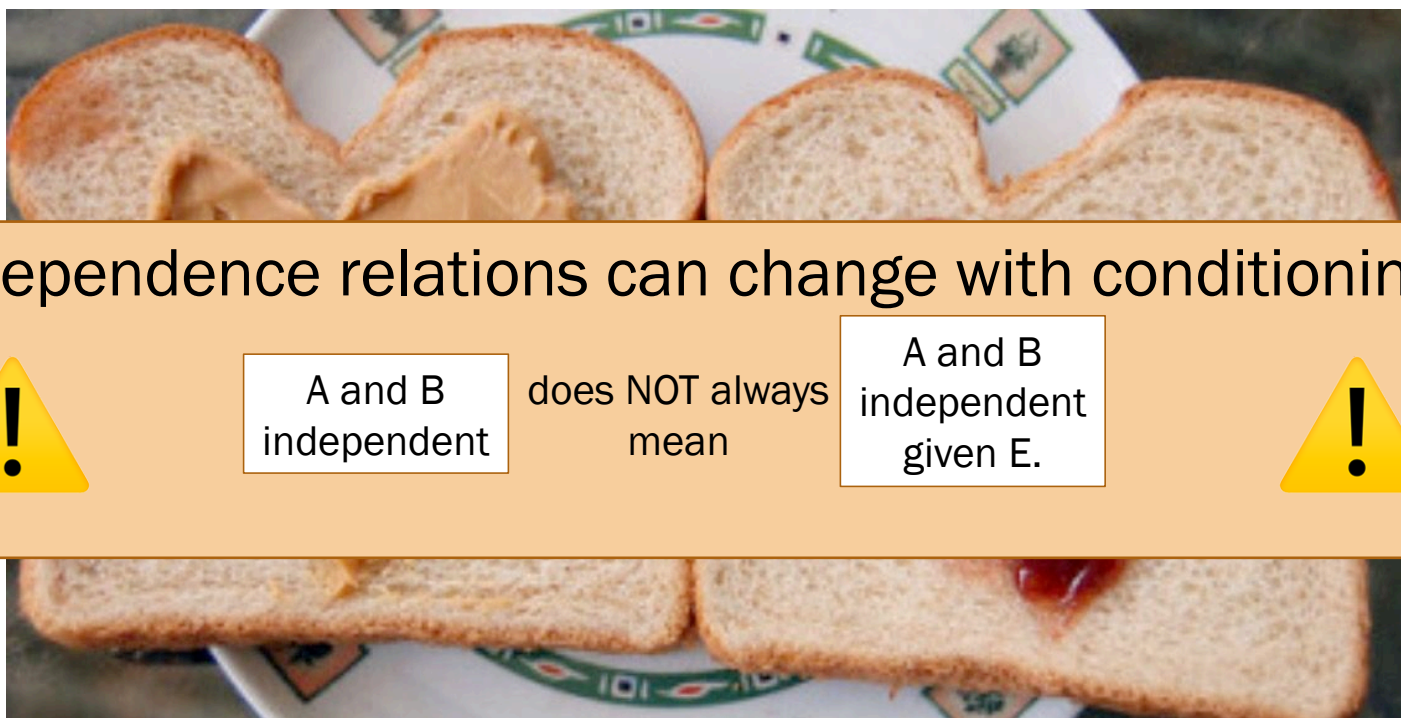 ependence relations can change with conditionin
A and B
independent
does NOT always
mean
A and B
independent
given E.